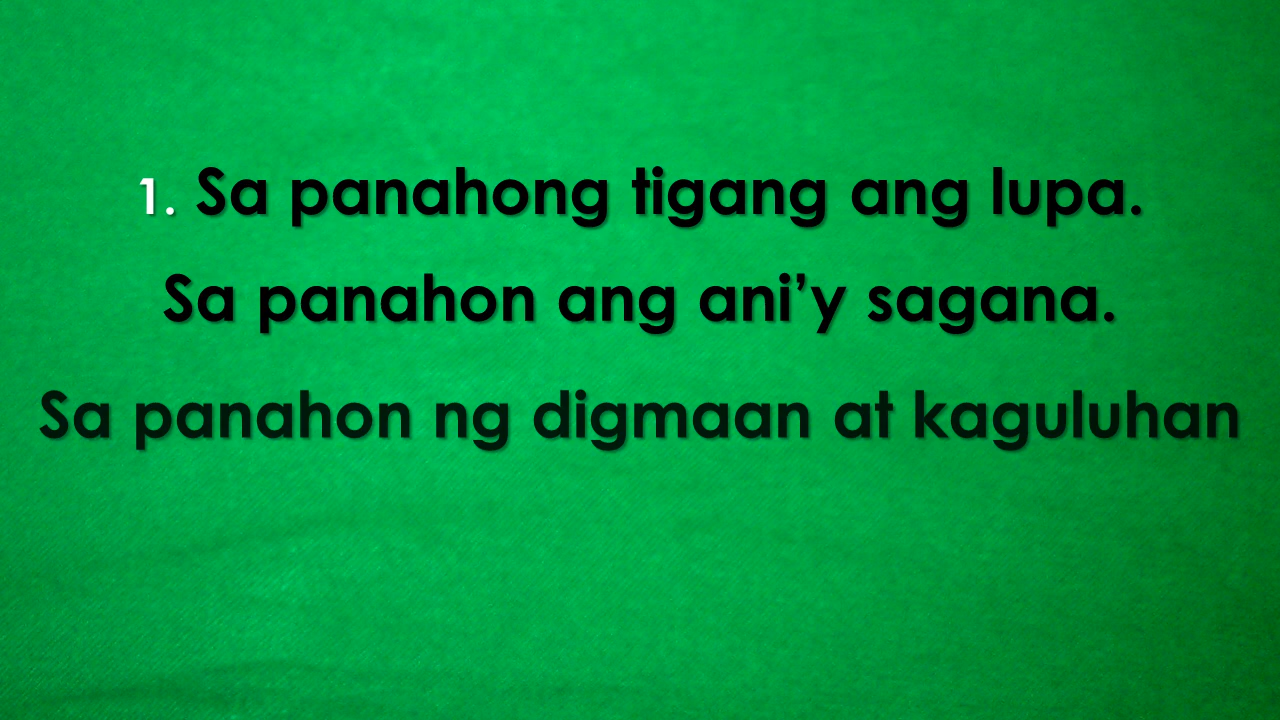 1. Sa panahong tigang ang lupa.
Sa panahon ang ani’y sagana.
Sa panahon ng digmaan at kaguluhan